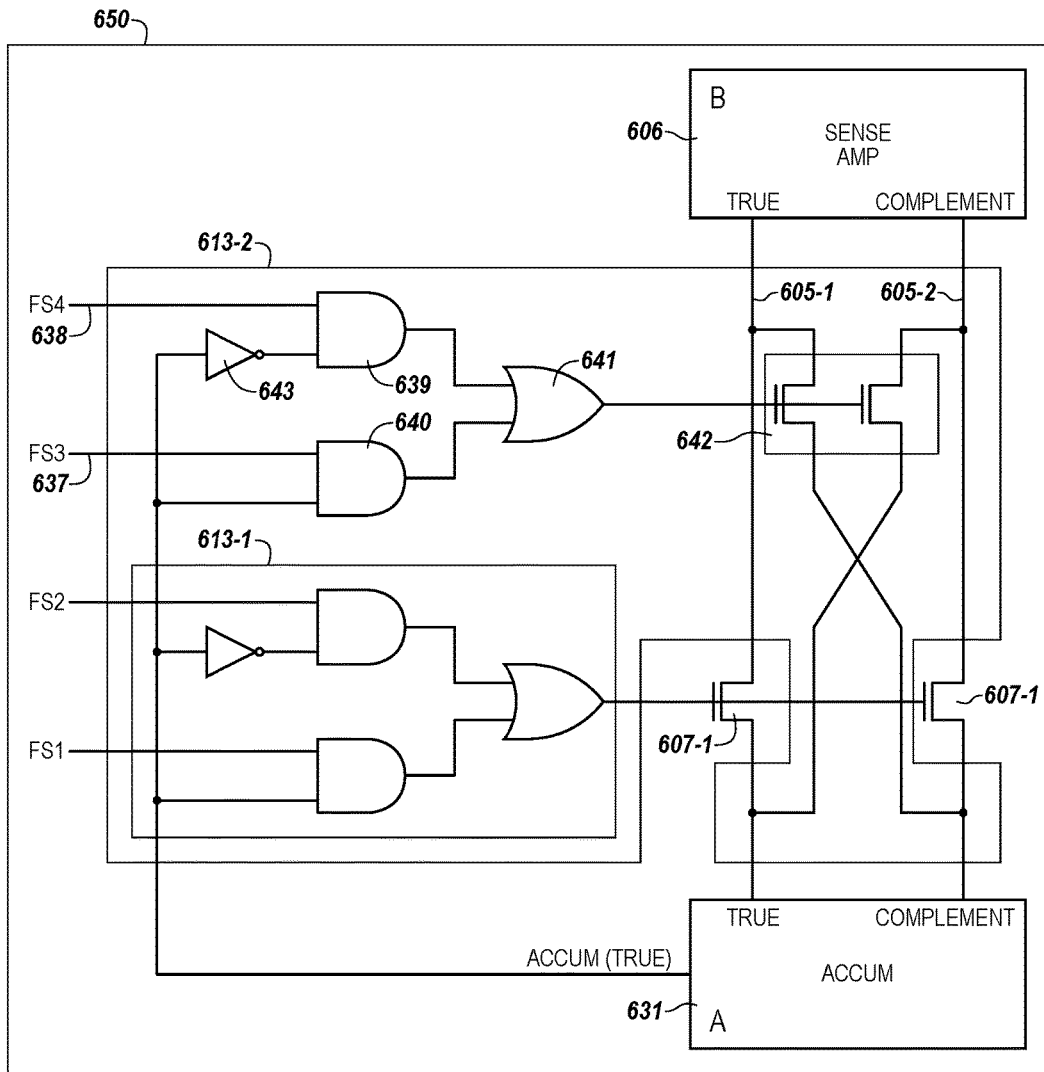 650
B
606
SENSE
AMP
TRUE
COMPLEMENT
613-2
605-1
605-2
FS4
638
643
639
641
640
642
FS3
637
613-1
FS2
607-1
607-1
FS1
TRUE
COMPLEMENT
ACCUM (TRUE)
ACCUM
631
A